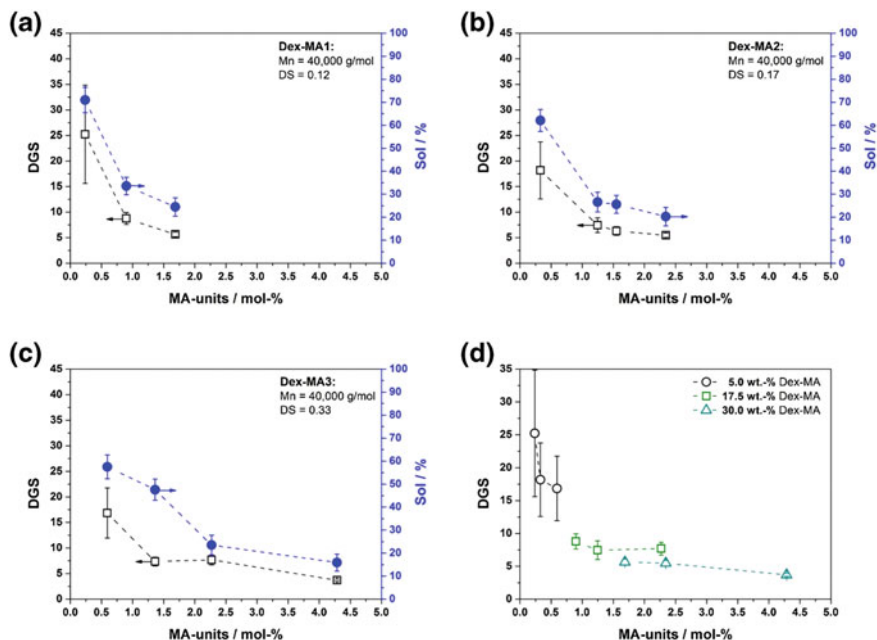 (a)
Dex-MA1:
Mn = 40,000 g/mol
DS = 0.12
DGS
45
40
35
30
25
20
15
10
5
0
Sol / %
100
90
80
70
60
50
40
30
20
10
0
0.0 0.5 1.0 1.5 2.0 2.5 3.0 3.5 4.0 4.5 5.0
MA-units / mol-%
(b)
Dex-MA2:
Mn = 40,000 g/mol
DS = 0.17
DGS
45
40
35
30
25
20
15
10
5
0
Sol / %
100
90
80
70
60
50
40
30
20
10
0
0.0 0.5 1.0 1.5 2.0 2.5 3.0 3.5 4.0 4.5 5.0
MA-units / mol-%
(c)
Dex-MA3:
Mn = 40,000 g/mol
DS = 0.33
DGS
45
40
35
30
25
20
15
10
5
0
Sol / %
100
90
80
70
60
50
40
30
20
10
0
0.0 0.5 1.0 1.5 2.0 2.5 3.0 3.5 4.0 4.5 5.0
MA-units / mol-%
(d)
5.0 wt.-% Dex-MA
17.5 wt.-% Dex-MA
30.0 wt.-% Dex-MA
DGS
35
30
25
20
15
10
5
0
0.0 0.5 1.0 1.5 2.0 2.5 3.0 3.5 4.0 4.5 5.0
MA-units / mol-%